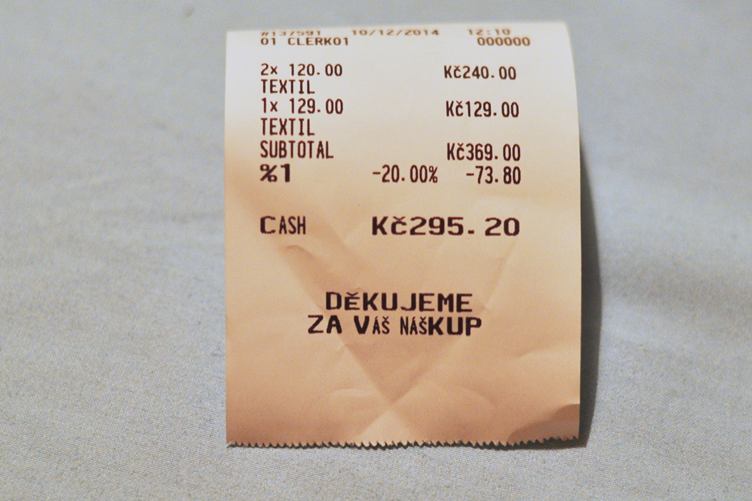 #137591 10/12/2014 12:10
01 CLERK01 000000
2x 120.00 Kč240.00
TEXTIL
1x 129.00 Kč129.00
TEXTIL
SUBTOTAL Kč369.00
%1 -20.00% -73.80
CASH Kč295.20
DĚKUJEME
ZA VÁŠ NÁŠKUP